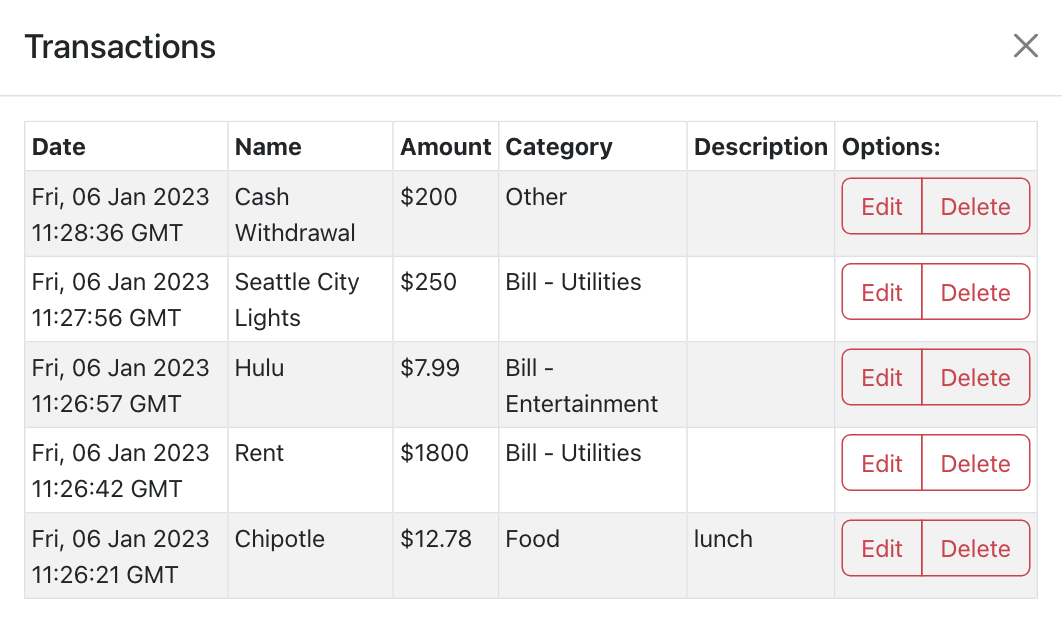 Transactions
Date Name Amount Category Description Options:
Fri, 06 Jan 2023 Cash $200 Other Edit Delete
11:28:36 GMT Withdrawal
Fri, 06 Jan 2023 Seattle City $250 Bill - Utilities Edit Delete
11:27:56 GMT Lights
Fri, 06 Jan 2023 Hulu $7.99 Bill - Edit Delete
11:26:57 GMT Entertainment
Fri, 06 Jan 2023 Rent $1800 Bill - Utilities Edit Delete
11:26:42 GMT
Fri, 06 Jan 2023 Chipotle $12.78 Food lunch Edit Delete
11:26:21 GMT